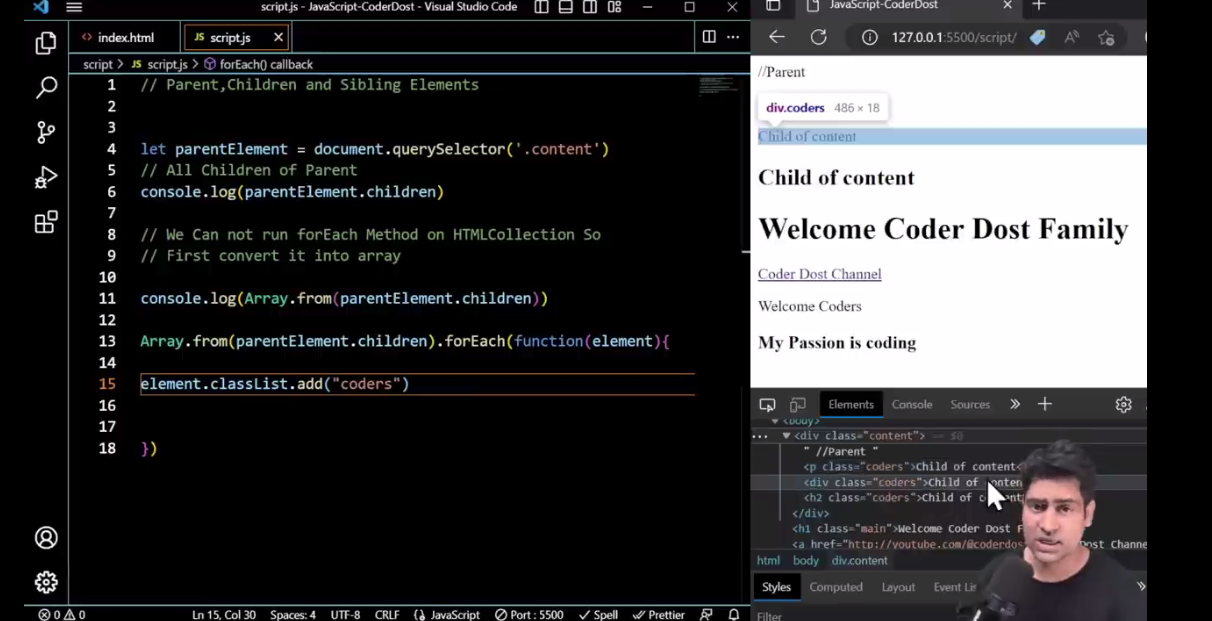 script.js - JavaScript-CoderDost - Visual Studio Code
index.html
JS script.js
script > JS script.js > forEach() callback
1 // Parent,Children and Sibling Elements
2
3
4 let parentElement = document.querySelector('.content')
5 // All Children of Parent
6 console.log(parentElement.children)
7
8 // We Can not run forEach Method on HTMLCollection So
9 // First convert it into array
10
11 console.log(Array.from(parentElement.children))
12
13 Array.from(parentElement.children).forEach(function(element){
14
15 element.classList.add("coders")
16
17
18 })
0 0
Ln 15, Col 30 Spaces: 4 UTF-8 CRLF JavaScript Port : 5500 Spell Prettier
JavaScript-CoderDost
127.0.0.1:5500/script/
//Parent
div.coders 486 × 18
Child of content
Child of content
Welcome Coder Dost Family
Coder Dost Channel
Welcome Coders
My Passion is coding
Elements Console Sources
<body>
<div class="content"> == $0
" //Parent "
<p class="coders">Child of content<
<div class="coders">Child of conten
<h2 class="coders">Child of
</div>
<h1 class="main">Welcome Coder Dost F
<a href="http://youtube.com/@coderdos Dost Channe
html body div.content
Styles Computed Layout Event Lis
Filter